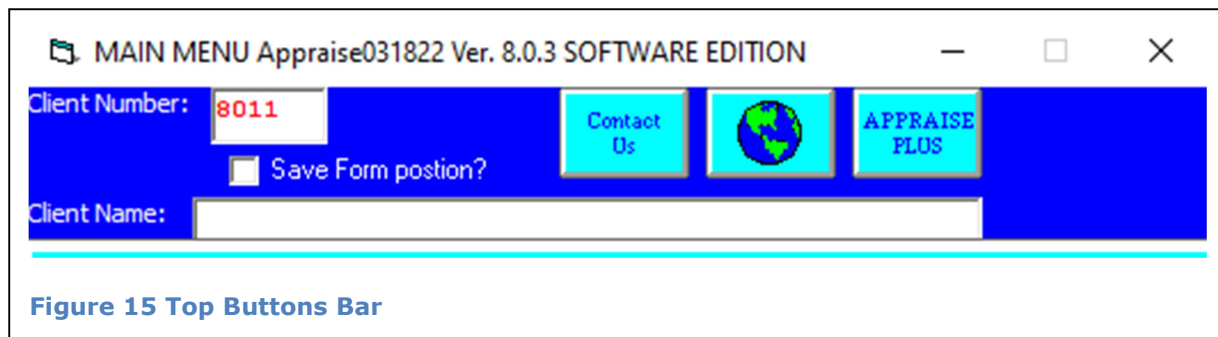 MAIN MENU Appraise031822 Ver. 8.0.3 SOFTWARE EDITION
Client Number: 8011
Contact
Us
APPRAISE
PLUS
Save Form postion?
Client Name:
Figure 15 Top Buttons Bar